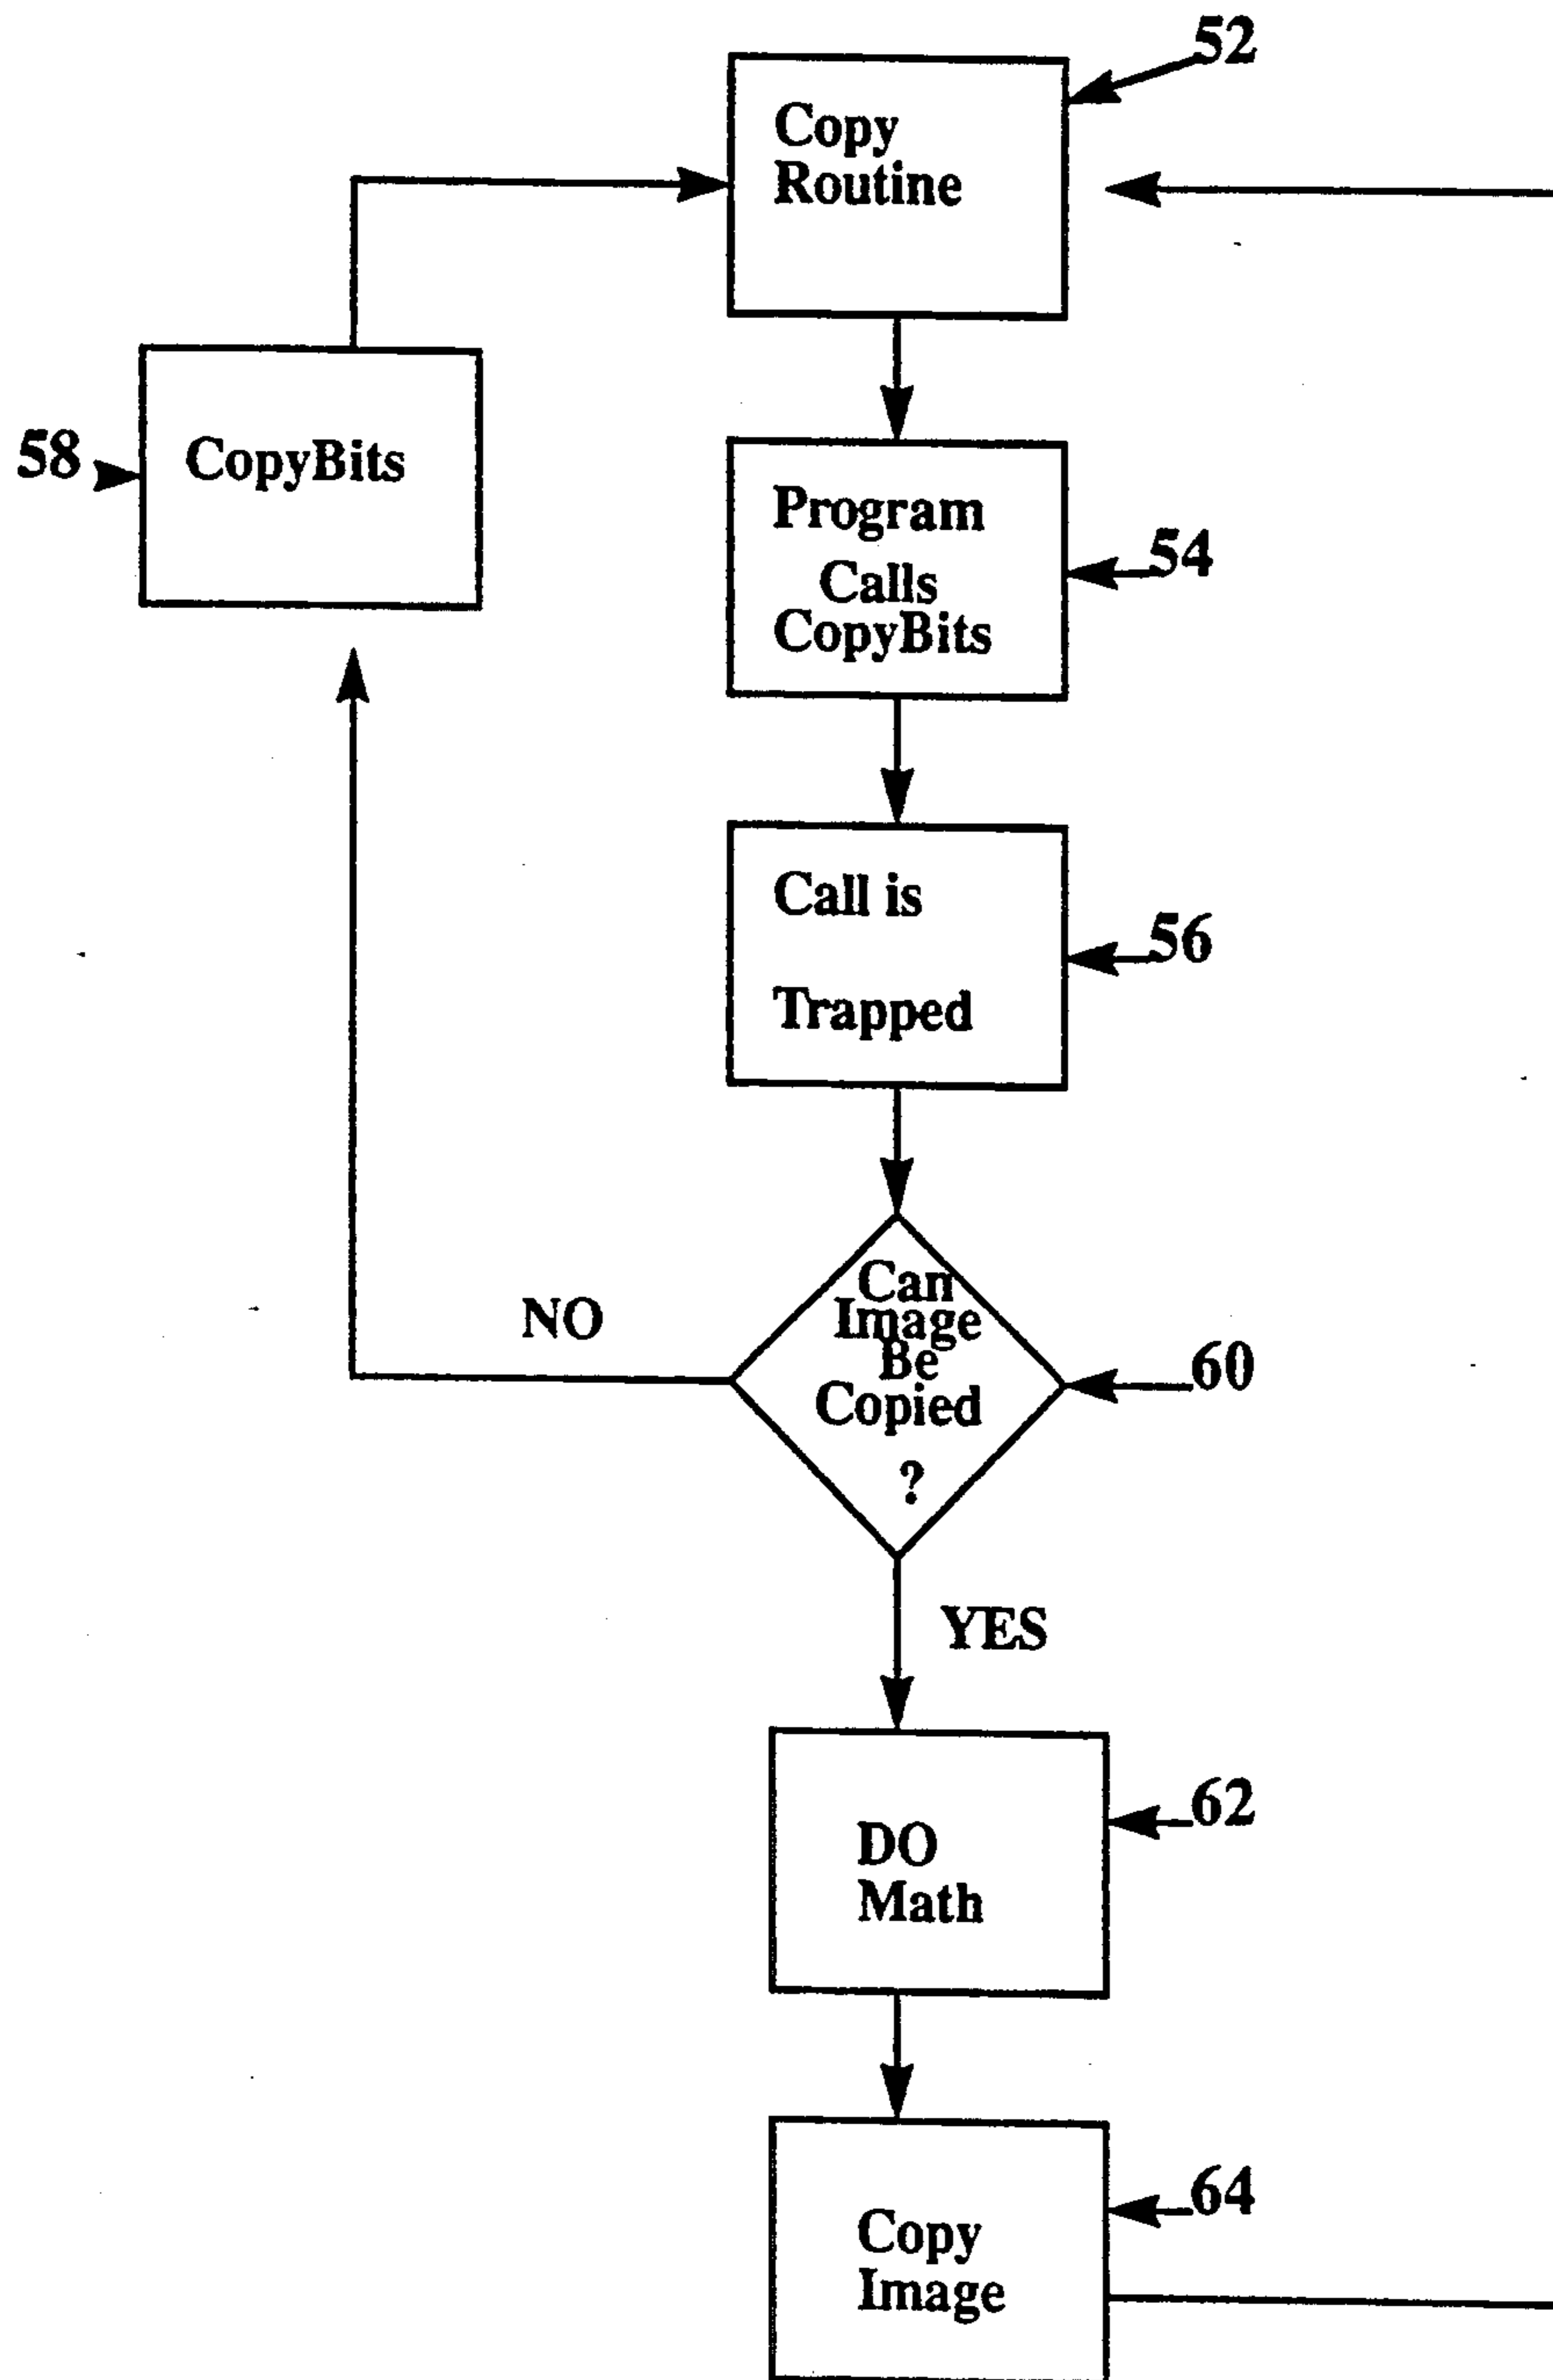 52
Copy
Routine
58
CopyBits
Program
Calls
CopyBits
54
Call is
Trapped
56
Can
Image
Be
Copied
?
60
NO
YES
DO
Math
62
Copy
Image
64